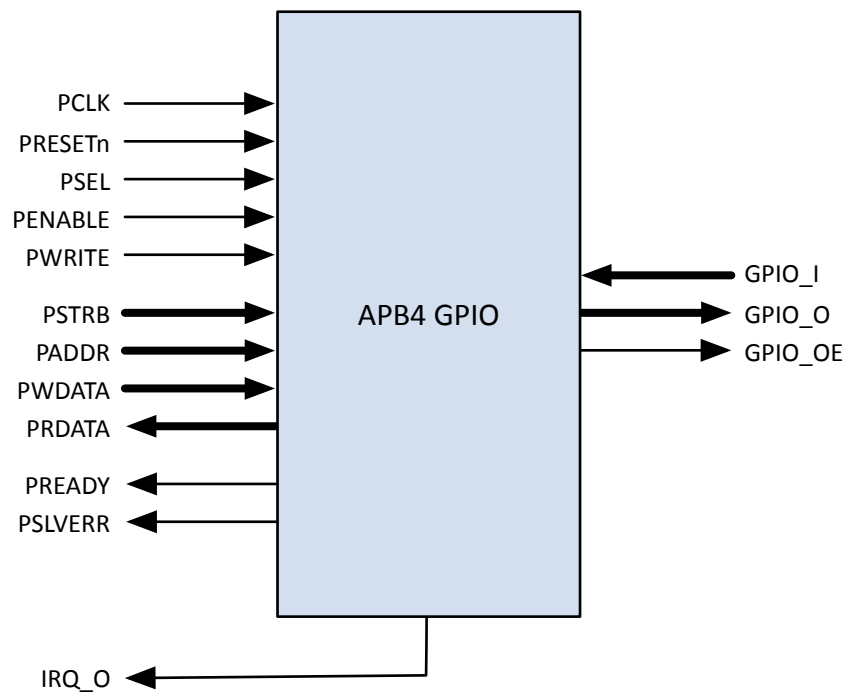 PCLK
PRESETn
PSEL
PENABLE
PWRITE
PSTRB
PADDR
PWDATA
PRDATA
PREADY
PSLVERR
IRQ_O
APB4 GPIO
GPIO_I
GPIO_O
GPIO_OE